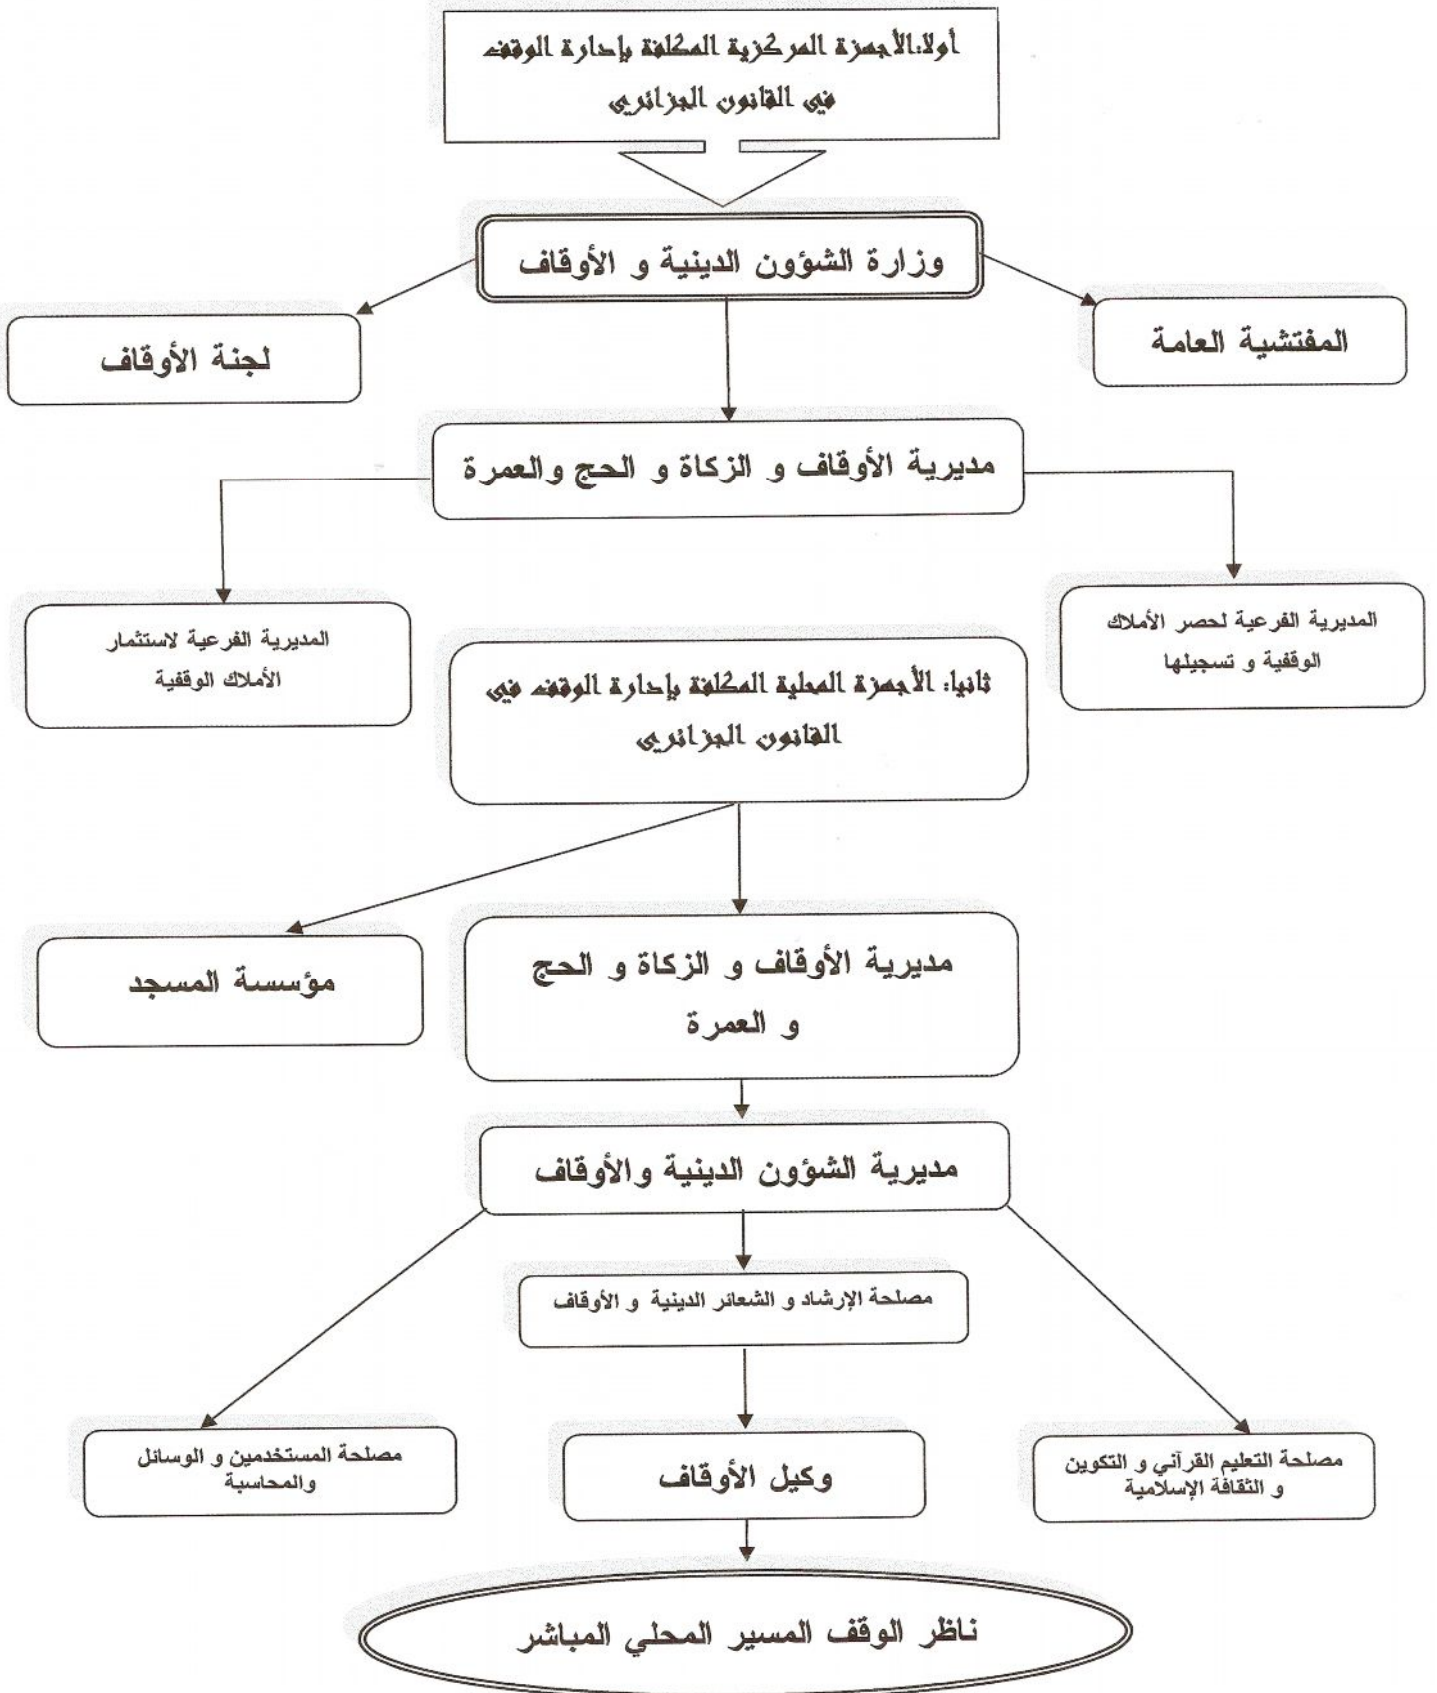 أولا:الأجهزة المركزية المكلفة بإدارة الوقف
في القانون الجزائري
وزارة الشؤون الدينية و الأوقاف
المفتشية العامة
لجنة الأوقاف
مديرية الأوقاف و الزكاة و الحج والعمرة
المديرية الفرعية لحصر الأملاك
الوقفية و تسجيلها
المديرية الفرعية لاستثمار
الأملاك الوقفية
ثانيا: الأجهزة المحلية المكلفة بإدارة الوقف في
القانون الجزائري
مديرية الأوقاف و الزكاة و الحج
و العمرة
مؤسسة المسجد
مديرية الشؤون الدينية والأوقاف
مصلحة الإرشاد و الشعائر الدينية و الأوقاف
مصلحة التعليم القرآني و التكوين
و الثقافة الإسلامية
وكيل الأوقاف
مصلحة المستخدمين و الوسائل
والمحاسبة
ناظر الوقف المسير المحلي المباشر